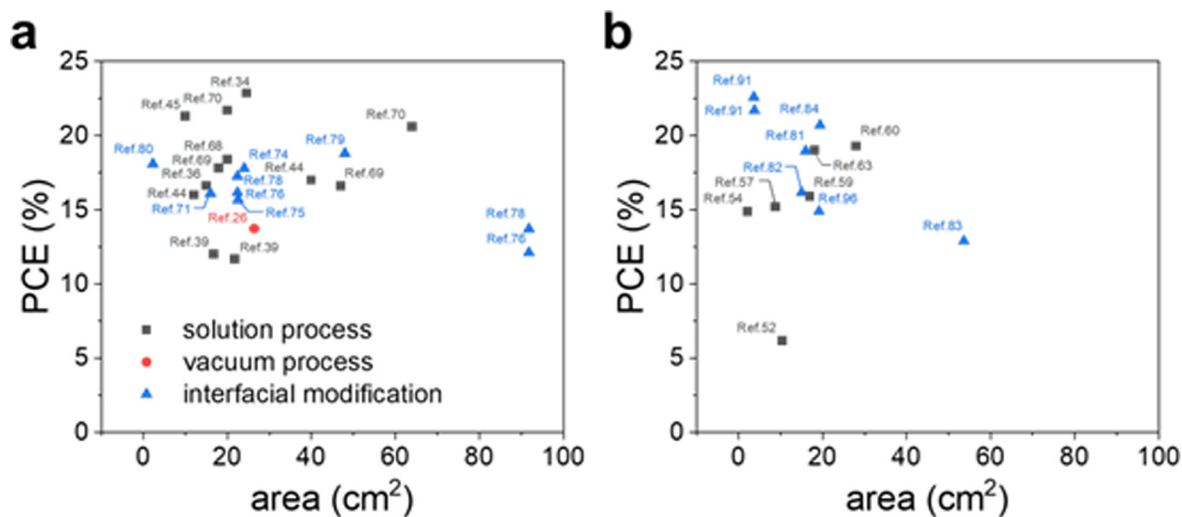 a
25
20
15
10
5
0
PCE (%)
Ref.34
Ref.45
Ref.70
Ref.70
Ref.80
Ref.68
Ref.69
Ref.36
Ref.44
Ref.71
Ref.74
Ref.44
Ref.78
Ref.76
Ref.75
Ref.79
Ref.69
Ref.26
Ref.39
Ref.39
Ref.78
Ref.76
solution process
vacuum process
interfacial modification
0 20 40 60 80 100
area (cm²)
b
25
20
15
10
5
0
PCE (%)
Ref.91
Ref.91
Ref.84
Ref.81
Ref.60
Ref.82
Ref.63
Ref.57
Ref.59
Ref.54
Ref.96
Ref.83
Ref.52
0 20 40 60 80 100
area (cm²)